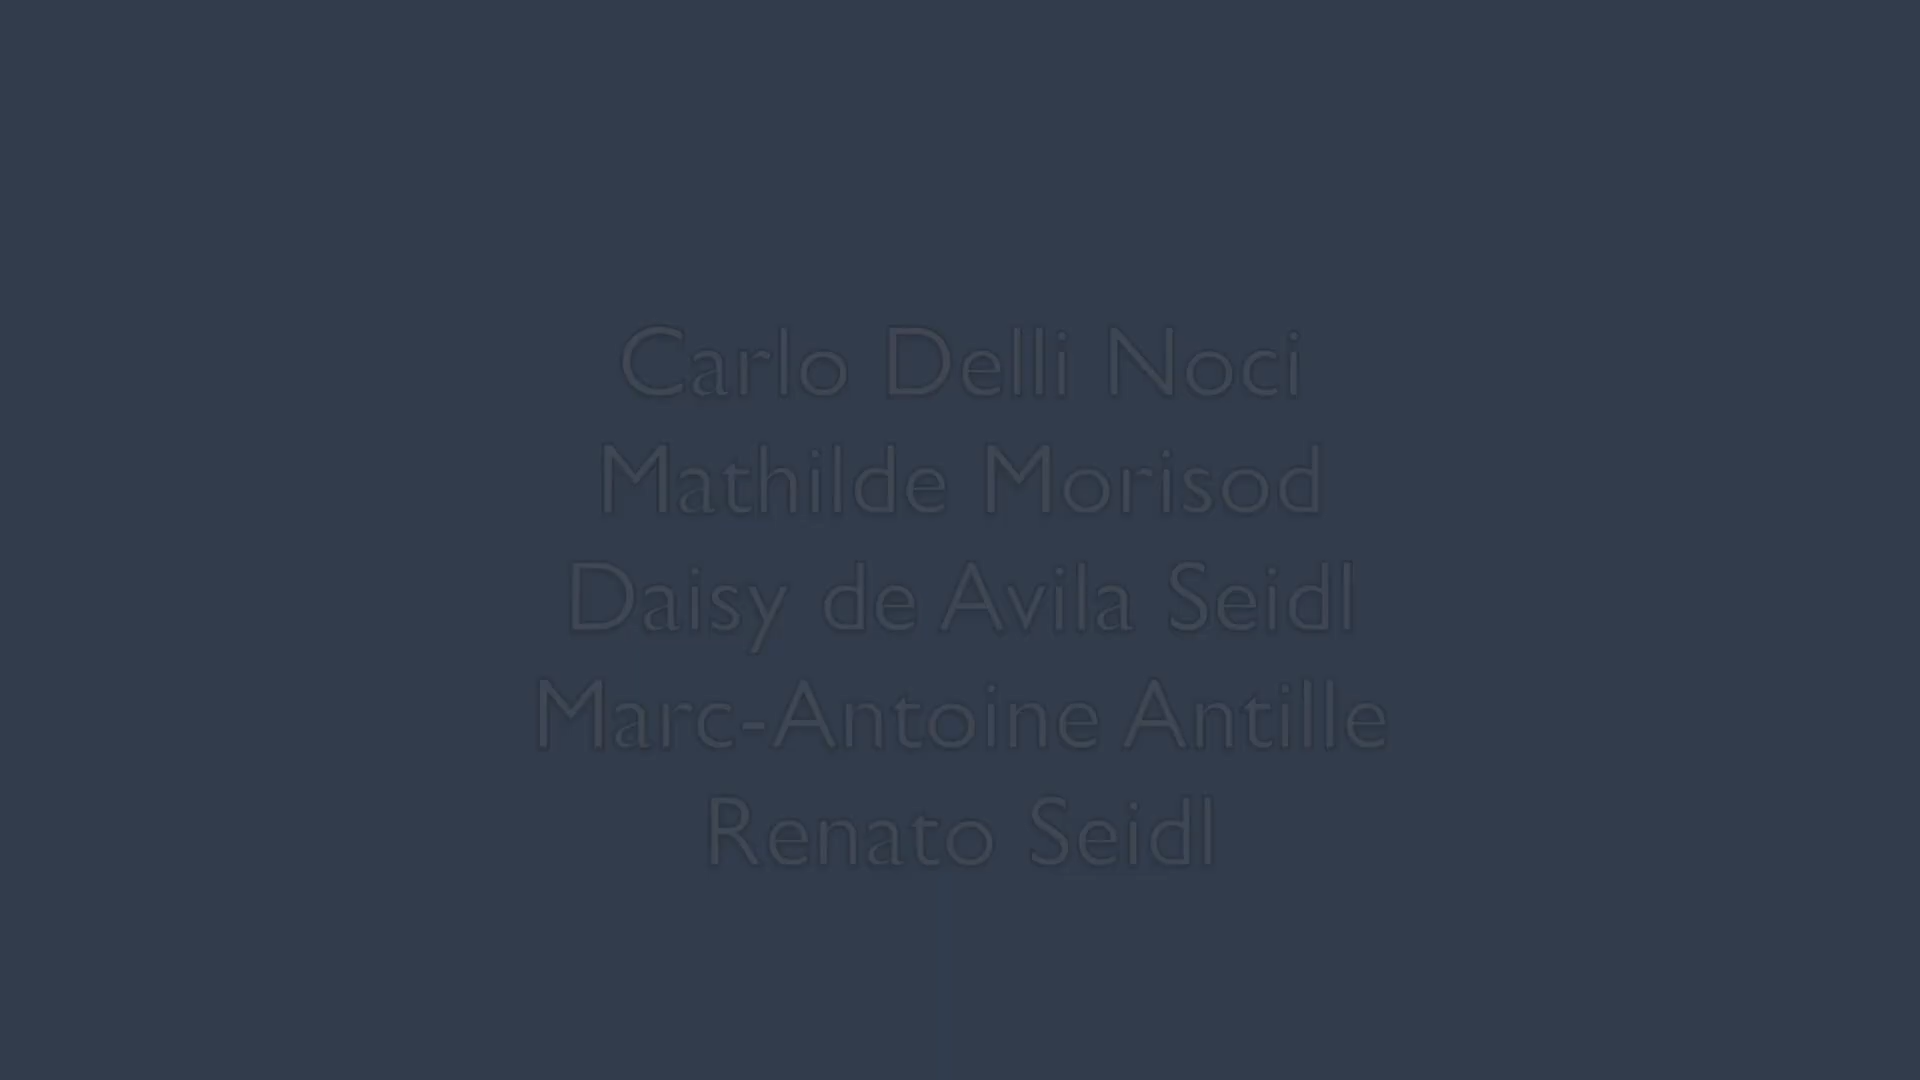 Carlo Delli Noci
Mathilde Morisod
Daisy de Avila Seidl
Marc-Antoine Antille
Renato Seidl